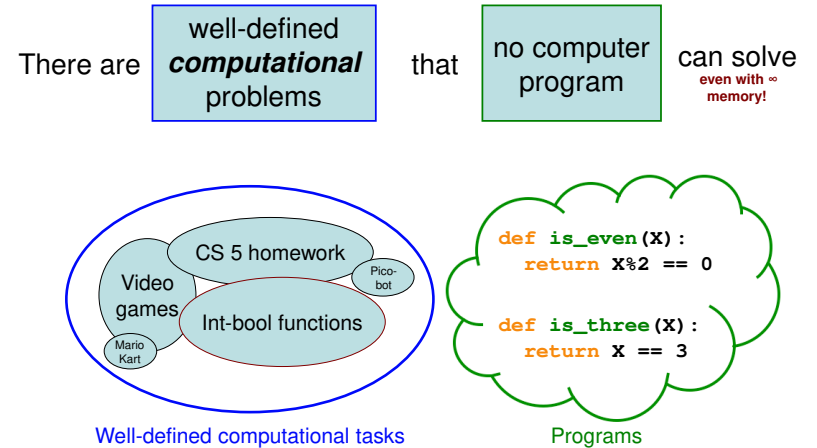 There are
well-defined
computational
problems
that
no computer
program
can solve
even with ∞
memory!
CS 5 homework
Pico-
bot
Video
games
Int-bool functions
Mario
Kart
def is_even(X):
return X%2 == 0
def is_three(X):
return X == 3
Well-defined computational tasks
Programs